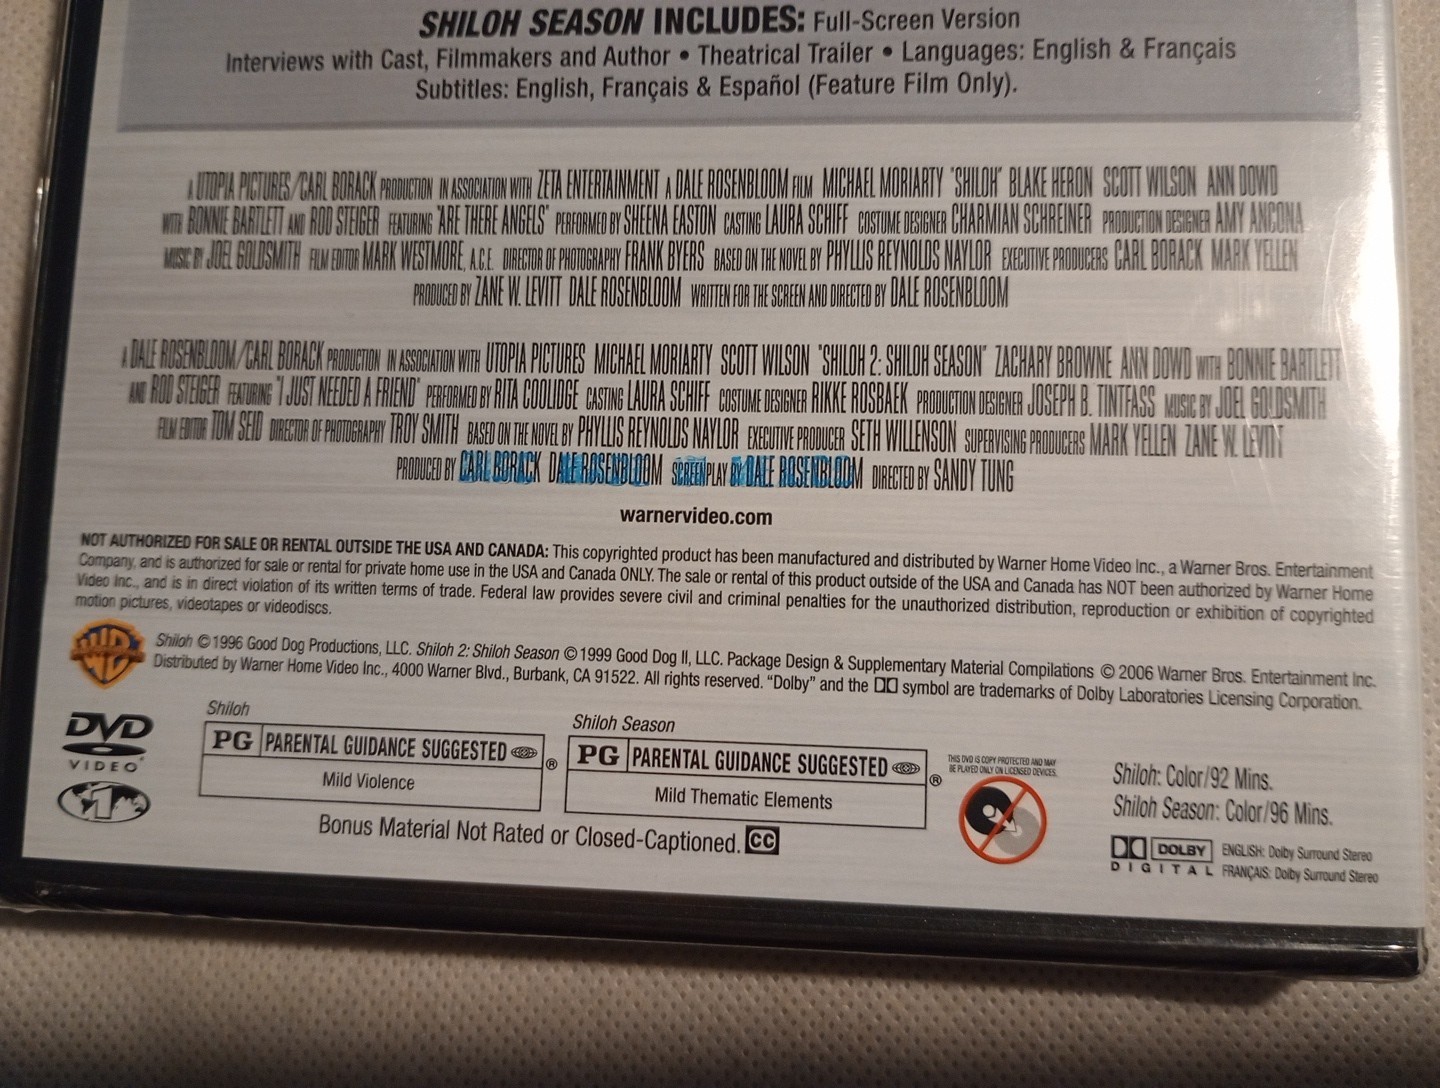 SHILOH SEASON INCLUDES: Full-Screen Version
Interviews with Cast, Filmmakers and Author • Theatrical Trailer • Languages: English & Français
Subtitles: English, Français & Español (Feature Film Only).
A UTOPIA PICTURES/CARL BORACK PRODUCTION IN ASSOCIATION WITH ZETA ENTERTAINMENT A DALE ROSENBLOOM FILM MICHAEL MORIARTY "SHILOH" BLAKE HERON SCOTT WILSON ANN DOWD
WITH BONNIE BARTLETT AND ROD STEIGER FEATURING "ARE THERE ANGELS" PERFORMED BY SHEENA EASTON CASTING LAURA SCHIFF COSTUME DESIGNER CHARMIAN SCHREINER PRODUCTION DESIGNER AMY ANCONA
MUSIC BY JOEL GOLDSMITH FILM EDITOR MARK WESTMORE, A.C.E. DIRECTOR OF PHOTOGRAPHY FRANK BYERS BASED ON THE NOVEL BY PHYLLIS REYNOLDS NAYLOR EXECUTIVE PRODUCERS CARL BORACK MARK YELLEN
PRODUCED BY ZANE W. LEVITT DALE ROSENBLOOM WRITTEN FOR THE SCREEN AND DIRECTED BY DALE ROSENBLOOM
A DALE ROSENBLOOM/CARL BORACK PRODUCTION IN ASSOCIATION WITH UTOPIA PICTURES MICHAEL MORIARTY SCOTT WILSON "SHILOH 2: SHILOH SEASON" ZACHARY BROWNE ANN DOWD WITH BONNIE BARTLETT
AND ROD STEIGER FEATURING "I JUST NEEDED A FRIEND" PERFORMED BY RITA COOLIDGE CASTING LAURA SCHIFF COSTUME DESIGNER RIKKE ROSBAEK PRODUCTION DESIGNER JOSEPH B. TINTFASS MUSIC BY JOEL GOLDSMITH
FILM EDITOR TOM SEID DIRECTOR OF PHOTOGRAPHY TROY SMITH BASED ON THE NOVEL BY PHYLLIS REYNOLDS NAYLOR EXECUTIVE PRODUCER SETH WILLENSON SUPERVISING PRODUCERS MARK YELLEN ZANE W. LEVITT
PRODUCED BY CARL BORACK DALE ROSENBLOOM SCREENPLAY BY DALE ROSENBLOOM DIRECTED BY SANDY TUNG
warnervideo.com
NOT AUTHORIZED FOR SALE OR RENTAL OUTSIDE THE USA AND CANADA: This copyrighted product has been manufactured and distributed by Warner Home Video Inc., a Warner Bros. Entertainment
Company, and is authorized for sale or rental for private home use in the USA and Canada ONLY. The sale or rental of this product outside of the USA and Canada has NOT been authorized by Warner Home
Video Inc., and is in direct violation of its written terms of trade. Federal law provides severe civil and criminal penalties for the unauthorized distribution, reproduction or exhibition of copyrighted
motion pictures, videotapes or videodiscs.
WB
Shiloh © 1996 Good Dog Productions, LLC. Shiloh 2: Shiloh Season © 1999 Good Dog II, LLC. Package Design & Supplementary Material Compilations © 2006 Warner Bros. Entertainment Inc.
Distributed by Warner Home Video Inc., 4000 Warner Blvd., Burbank, CA 91522. All rights reserved. "Dolby" and the DD symbol are trademarks of Dolby Laboratories Licensing Corporation.
DVD
VIDEO
1
Shiloh
PG PARENTAL GUIDANCE SUGGESTED ®
Mild Violence
Shiloh Season
PG PARENTAL GUIDANCE SUGGESTED ®
Mild Thematic Elements
Bonus Material Not Rated or Closed-Captioned. CC
THIS DVD IS COPY PROTECTED AND MAY
BE PLAYED ONLY ON LICENSED DEVICES.
Shiloh: Color/92 Mins.
Shiloh Season: Color/96 Mins.
DOLBY
DIGITAL
ENGLISH: Dolby Surround Stereo
FRANÇAIS: Dolby Surround Stereo